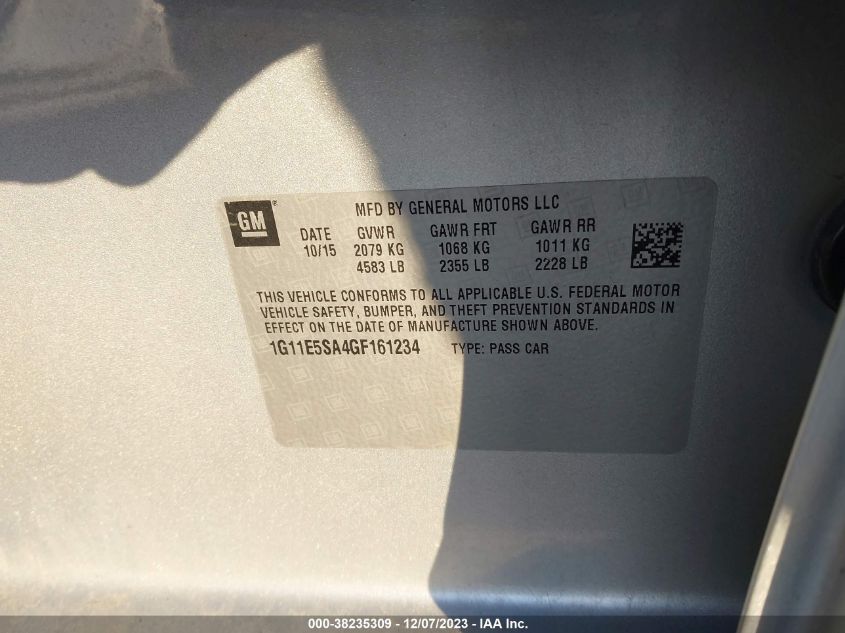 GM ®
MFD BY GENERAL MOTORS LLC
DATE GVWR GAWR FRT GAWR RR
10/15 2079 KG 1068 KG 1011 KG
4583 LB 2355 LB 2228 LB
THIS VEHICLE CONFORMS TO ALL APPLICABLE U.S. FEDERAL MOTOR
VEHICLE SAFETY, BUMPER, AND THEFT PREVENTION STANDARDS IN
EFFECT ON THE DATE OF MANUFACTURE SHOWN ABOVE.
1G11E5SA4GF161234 TYPE: PASS CAR
000-38235309 - 12/07/2023 - IAA Inc.